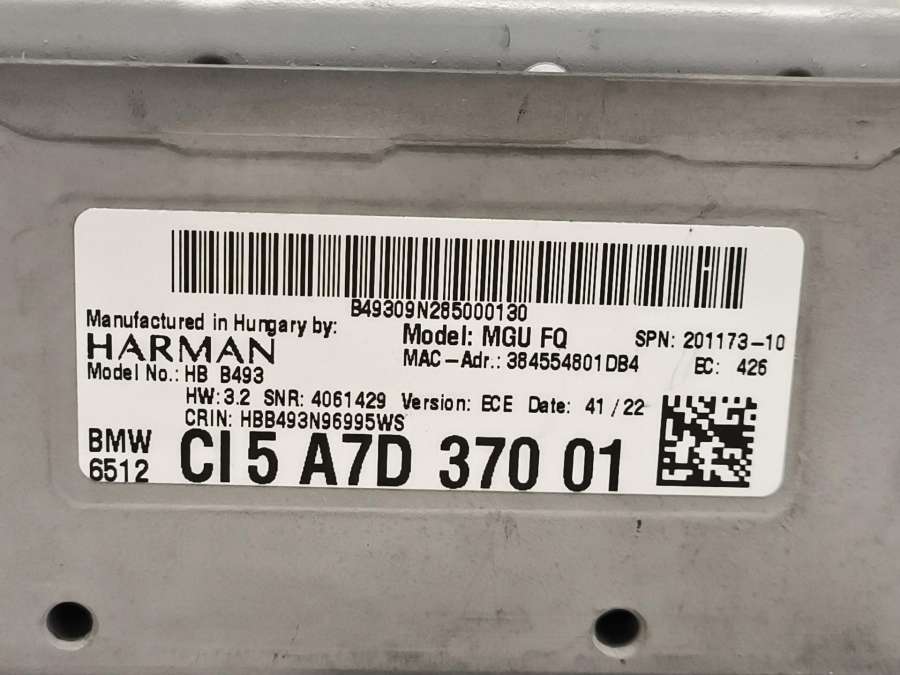 B49309N285000130
Manufactured in Hungary by:
HARMAN
Model: MGU FQ
SPN: 201173-10
MAC-Adr.: 384554801DB4
EC: 426
Model No.: HB B493
HW: 3.2 SNR: 4061429 Version: ECE Date: 41/22
CRIN: HBB493N96995WS
BMW
6512
CI5 A7D 370 01